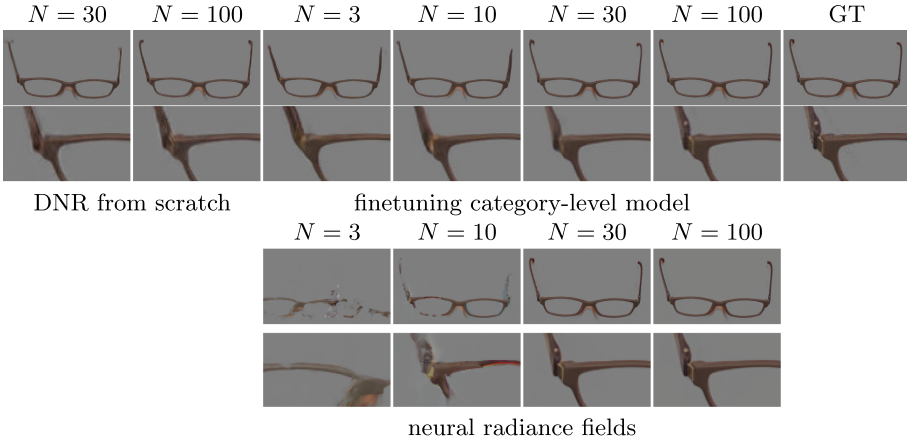 N = 30 N = 100 N = 3 N = 10 N = 30 N = 100 GT
DNR from scratch finetuning category-level model
N = 3 N = 10 N = 30 N = 100
neural radiance fields